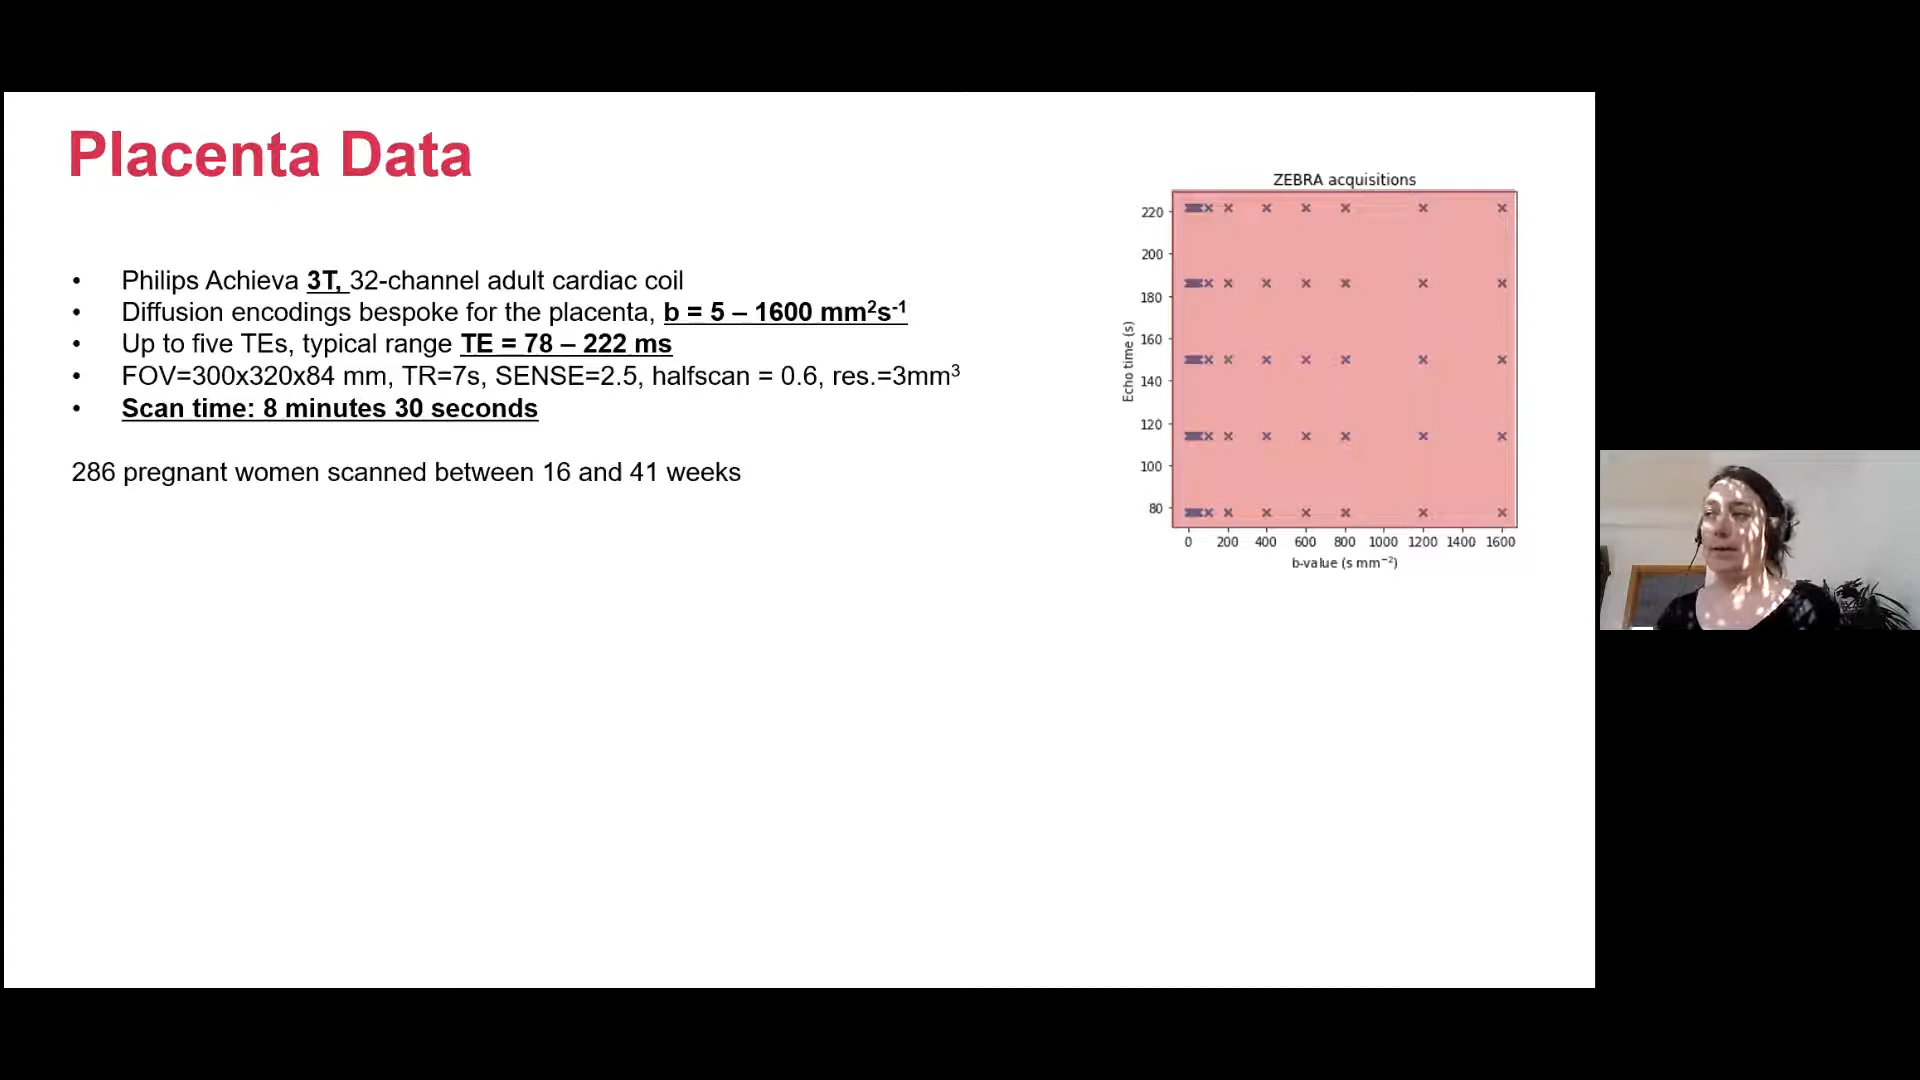 Placenta Data
• Philips Achieva 3T, 32-channel adult cardiac coil
• Diffusion encodings bespoke for the placenta, b = 5 – 1600 mm²s⁻¹
• Up to five TEs, typical range TE = 78 – 222 ms
• FOV=300x320x84 mm, TR=7s, SENSE=2.5, halfscan = 0.6, res.=3mm³
• Scan time: 8 minutes 30 seconds
286 pregnant women scanned between 16 and 41 weeks
ZEBRA acquisitions
220
200
180
160
140
120
100
80
Echo time (s)
0 200 400 600 800 1000 1200 1400 1600
b-value (s mm⁻²)